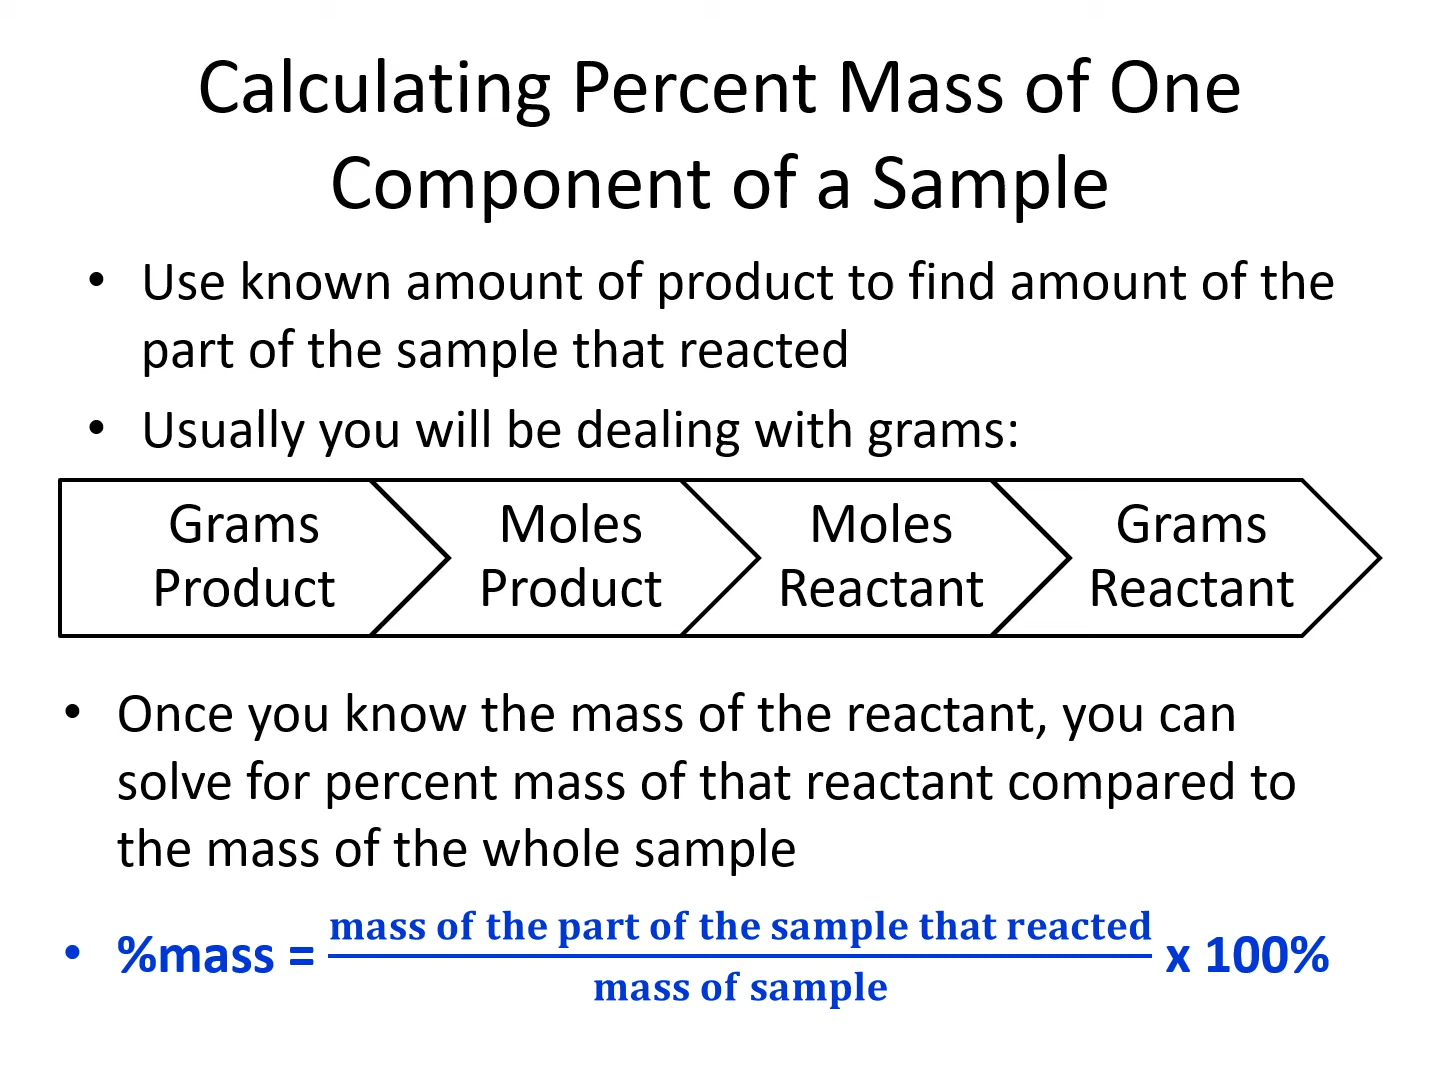 Calculating Percent Mass of One
Component of a Sample
• Use known amount of product to find amount of the
part of the sample that reacted
• Usually you will be dealing with grams:
Grams Product
Moles Product
Moles Reactant
Grams Reactant
• Once you know the mass of the reactant, you can
solve for percent mass of that reactant compared to
the mass of the whole sample
• %mass = mass of the part of the sample that reacted / mass of sample x 100%